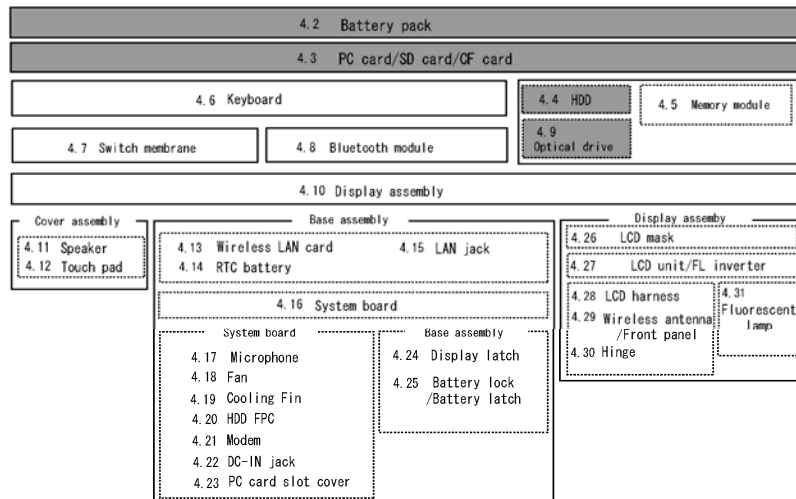 4.2 Battery pack
4.3 PC card/SD card/CF card
4.6 Keyboard
4.4 HDD
4.5 Memory module
4.9
Optical drive
4.7 Switch membrane
4.8 Bluetooth module
4.10 Display assembly
Cover assembly
4.11 Speaker
4.12 Touch pad
Base assembly
4.13 Wireless LAN card
4.15 LAN jack
4.14 RTC battery
4.16 System board
System board
4.17 Microphone
4.18 Fan
4.19 Cooling Fin
4.20 HDD FPC
4.21 Modem
4.22 DC-IN jack
4.23 PC card slot cover
Base assembly
4.24 Display latch
4.25 Battery lock
/Battery latch
Display assemby
4.26 LCD mask
4.27 LCD unit/FL inverter
4.28 LCD harness
4.29 Wireless antenna
/Front panel
4.30 Hinge
4.31
Fluorescent
lamp